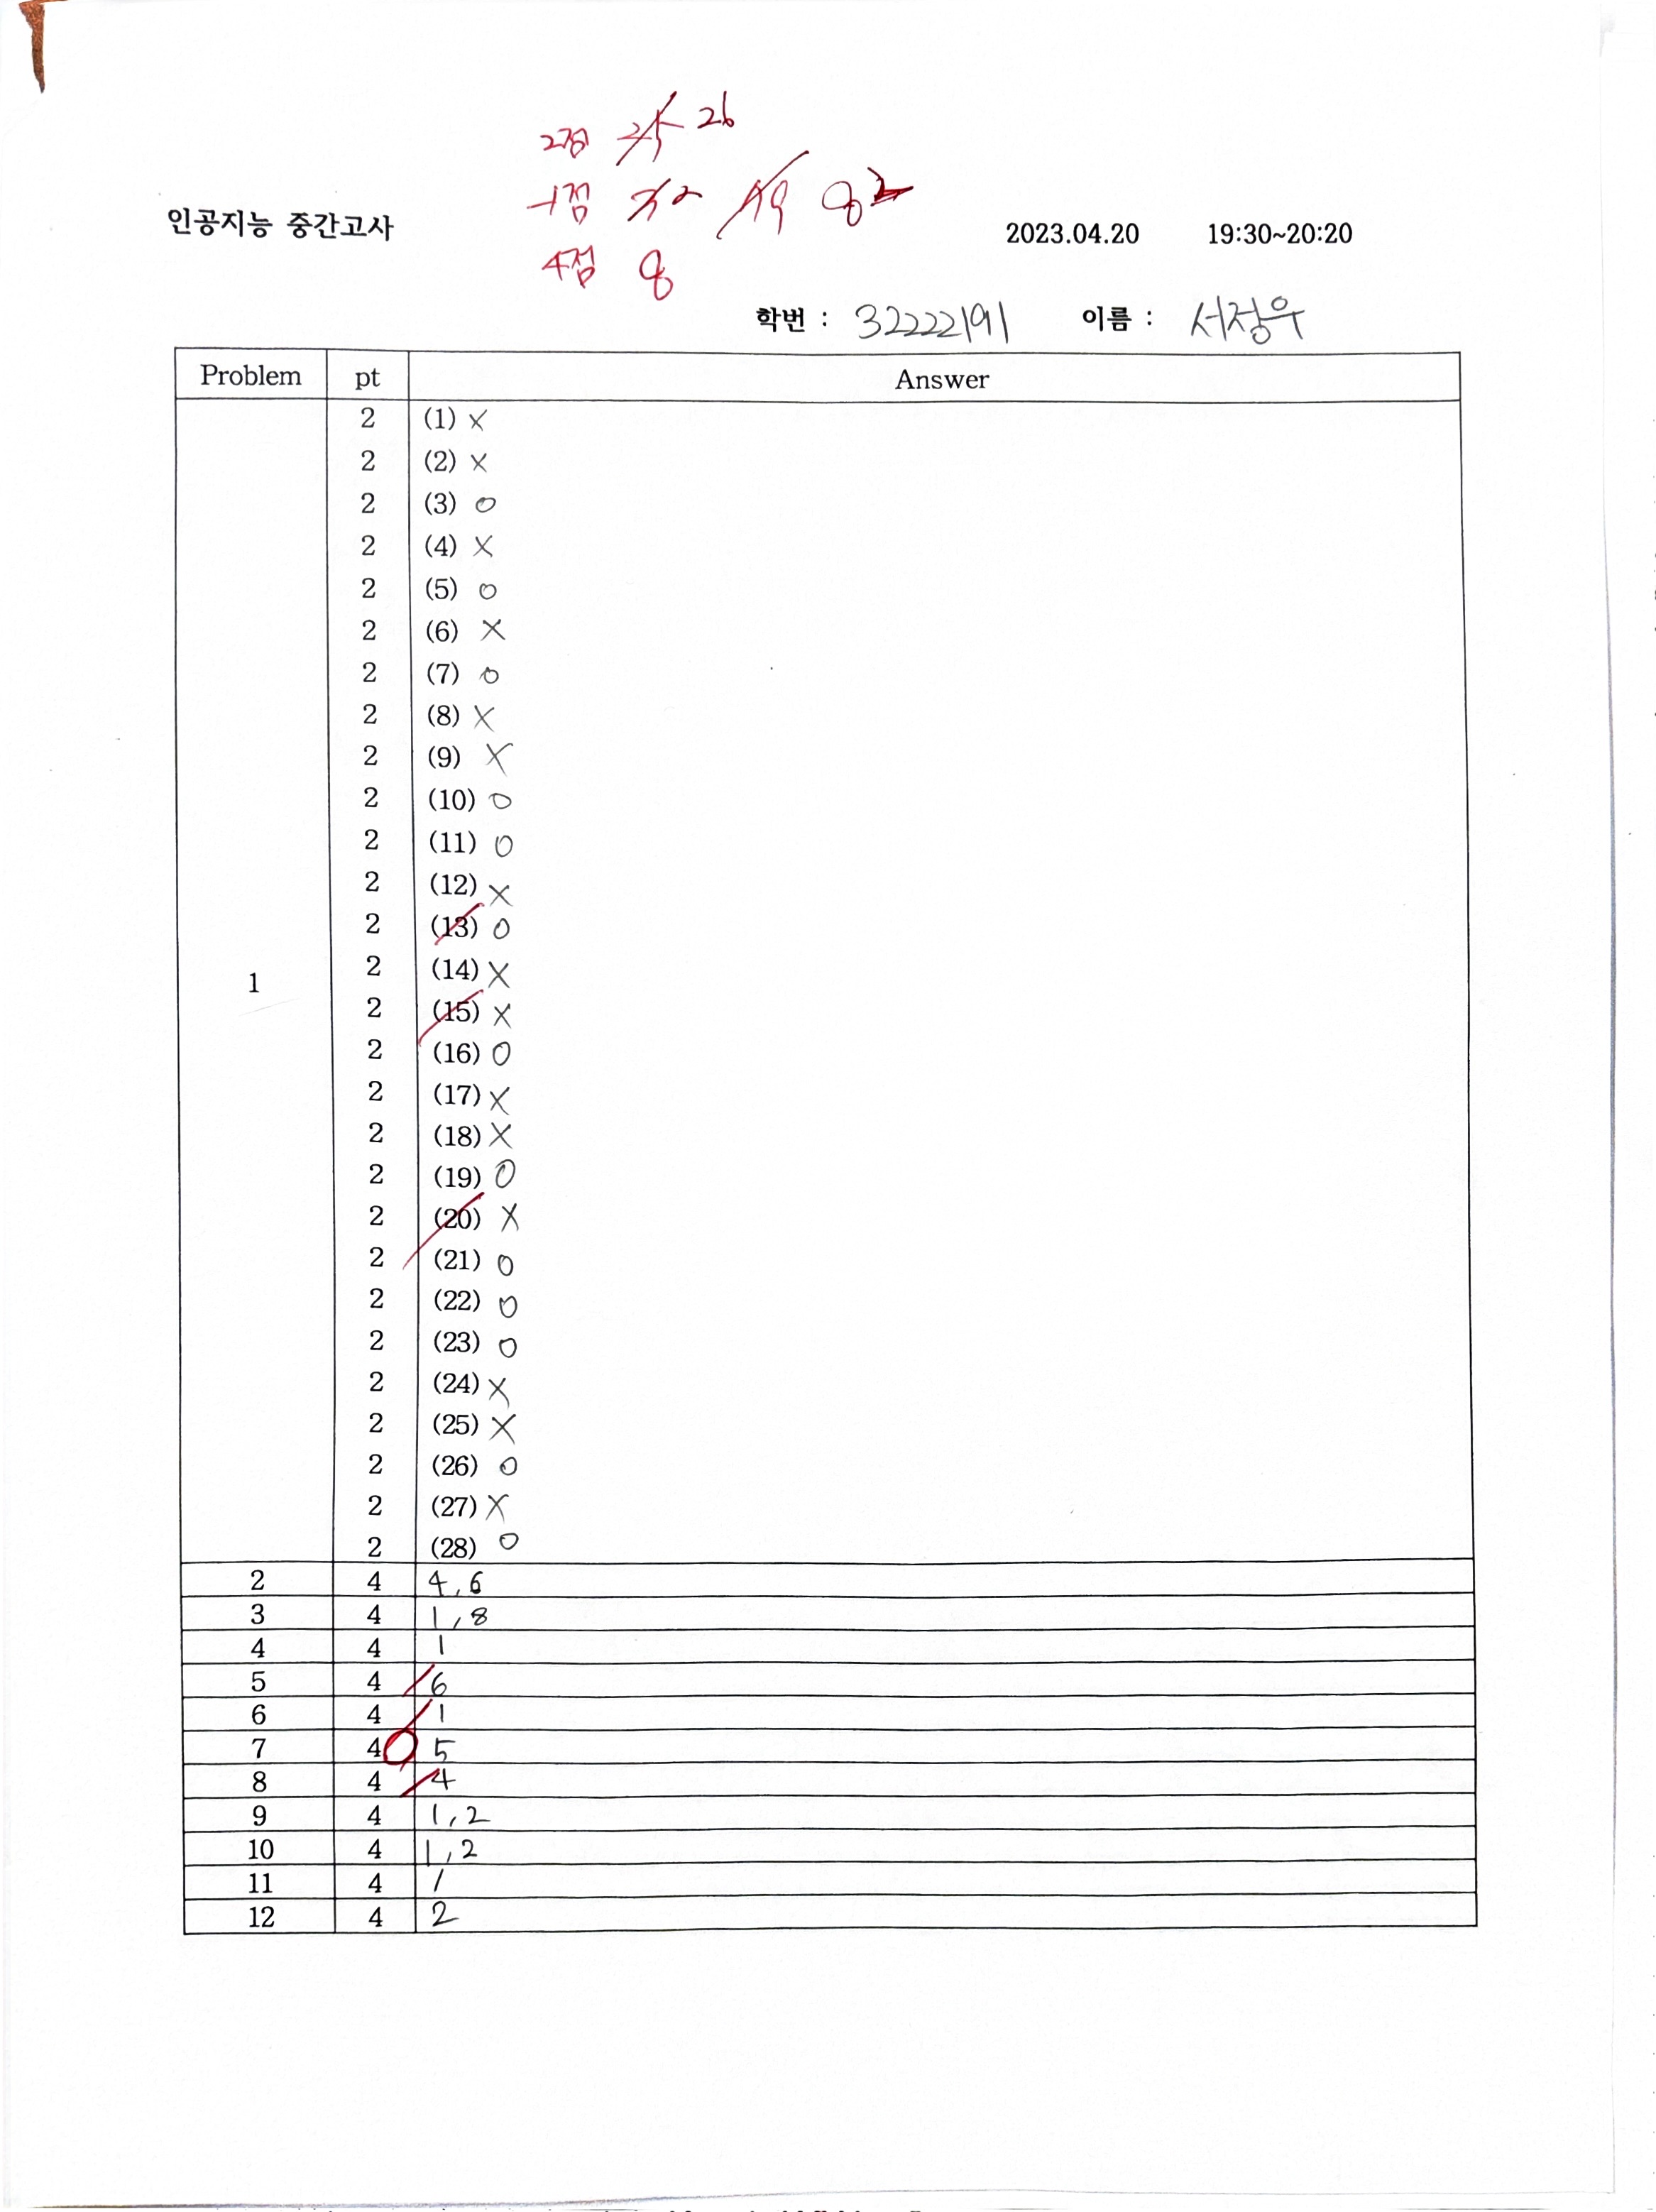 2점 25 26
4점 8
인공지능 중간고사 2023.04.20 19:30~20:20
학번 : 32222191 이름 : 서정우
Problem pt Answer
1
2 (1) X
2 (2) X
2 (3) O
2 (4) X
2 (5) O
2 (6) X
2 (7) O
2 (8) X
2 (9) X
2 (10) O
2 (11) O
2 (12) X
2 (13) O
2 (14) X
2 (15) X
2 (16) O
2 (17) X
2 (18) X
2 (19) O
2 (20) X
2 (21) O
2 (22) O
2 (23) O
2 (24) X
2 (25) X
2 (26) O
2 (27) X
2 (28) O
2 4 4, 6
3 4 1, 8
4 4 1
5 4 6
6 4 1
7 4 5
8 4 4
9 4 1, 2
10 4 1, 2
11 4 1
12 4 2